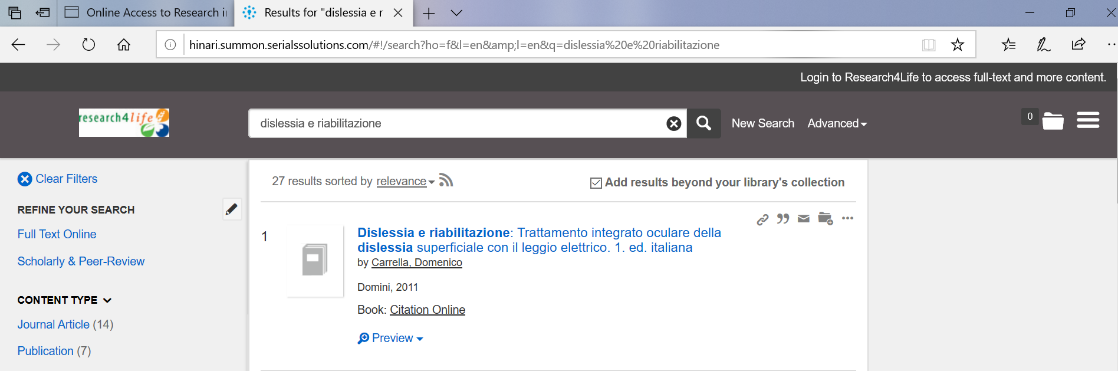 Online Access to Research in
Results for "dislessia e r
hinari.summon.serialssolutions.com/#!/search?ho=f&l=en&amp;l=en&q=dislessia%20e%20riabilitazione
Login to Research4Life to access full-text and more content.
research4life
dislessia e riabilitazione
New Search
Advanced
0
Clear Filters
REFINE YOUR SEARCH
Full Text Online
Scholarly & Peer-Review
CONTENT TYPE
Journal Article (14)
Publication (7)
27 results sorted by relevance
Add results beyond your library's collection
1
Dislessia e riabilitazione: Trattamento integrato oculare della
dislessia superficiale con il leggio elettrico. 1. ed. italiana
by Carrella, Domenico
Domini, 2011
Book: Citation Online
Preview